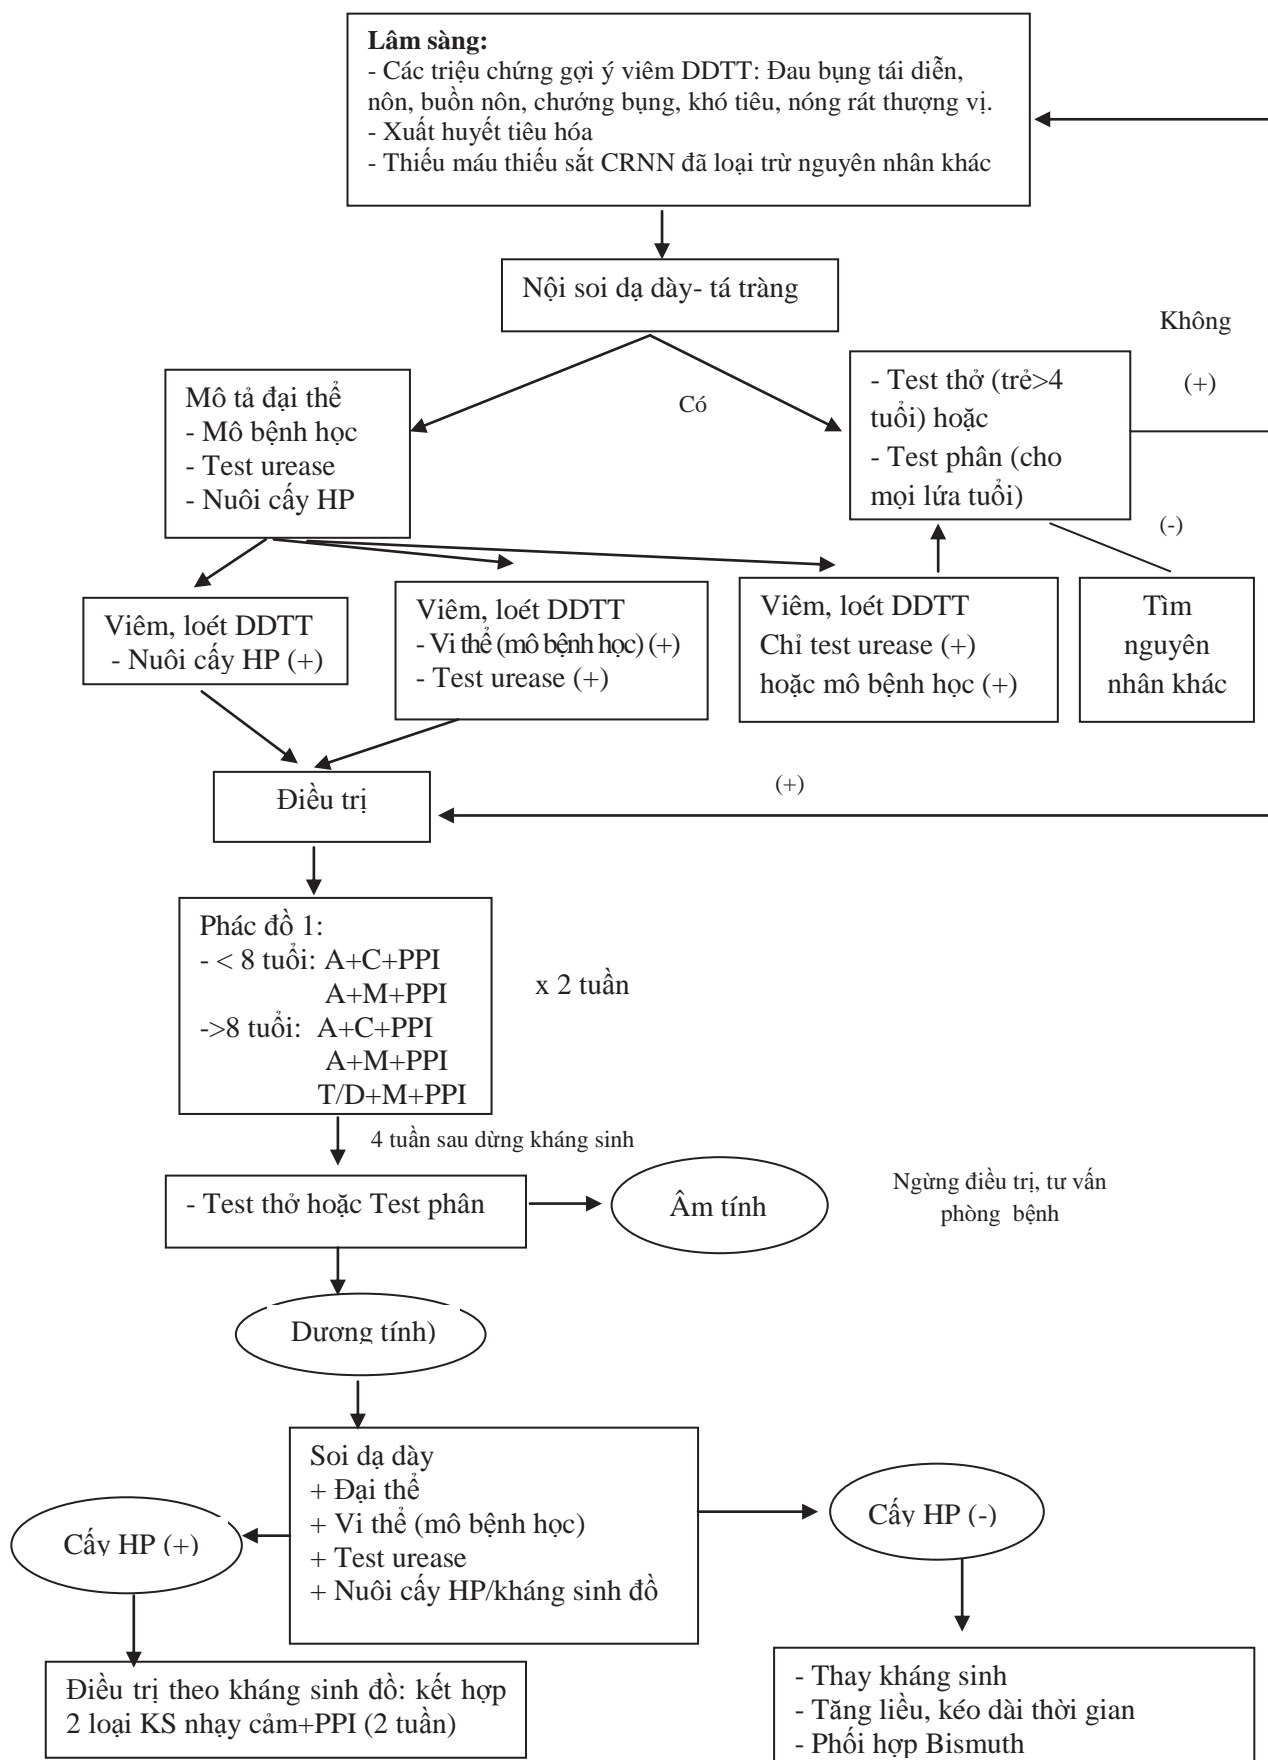 Lâm sàng:
- Các triệu chứng gợi ý viêm DDTT: Đau bụng tái diễn,
nôn, buồn nôn, chướng bụng, khó tiêu, nóng rát thượng vị.
- Xuất huyết tiêu hóa
- Thiếu máu thiếu sắt CRNN đã loại trừ nguyên nhân khác
Nội soi dạ dày- tá tràng
Không
(+)
Có
Mô tả đại thể
- Mô bệnh học
- Test urease
- Nuôi cấy HP
- Test thở (trẻ>4
tuổi) hoặc
- Test phân (cho
mọi lứa tuổi)
(-)
Viêm, loét DDTT
- Nuôi cấy HP (+)
Viêm, loét DDTT
- Vi thể (mô bệnh học) (+)
- Test urease (+)
Viêm, loét DDTT
Chỉ test urease (+)
hoặc mô bệnh học (+)
Tìm
nguyên
nhân khác
(+)
Điều trị
Phác đồ 1:
- < 8 tuổi: A+C+PPI
A+M+PPI
->8 tuổi: A+C+PPI
A+M+PPI
T/D+M+PPI
x 2 tuần
4 tuần sau dừng kháng sinh
- Test thở hoặc Test phân
Âm tính
Ngừng điều trị, tư vấn
phòng bệnh
Dương tính)
Soi dạ dày
+ Đại thể
+ Vi thể (mô bệnh học)
+ Test urease
+ Nuôi cấy HP/kháng sinh đồ
Cấy HP (+)
Cấy HP (-)
Điều trị theo kháng sinh đồ: kết hợp
2 loại KS nhạy cảm+PPI (2 tuần)
- Thay kháng sinh
- Tăng liều, kéo dài thời gian
- Phối hợp Bismuth